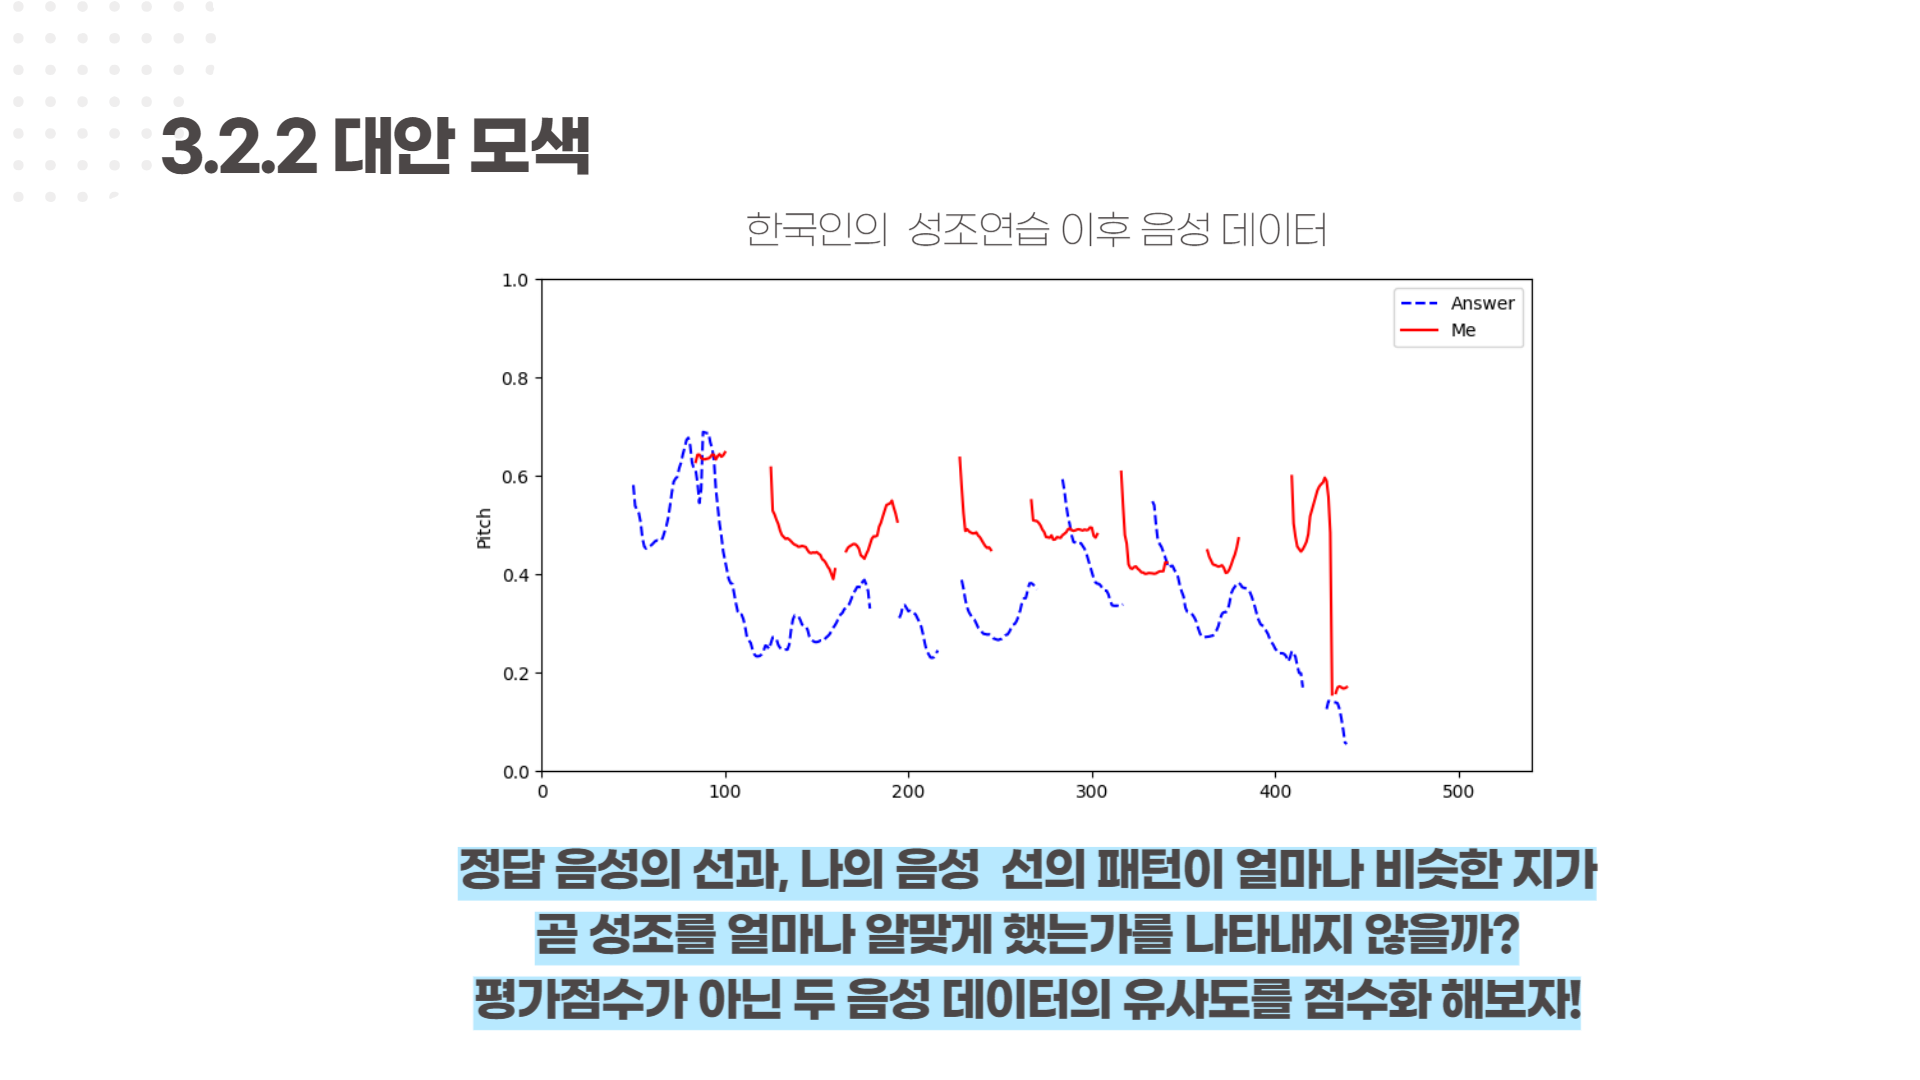 3.2.2 대안 모색
한국인의 성조연습 이후 음성 데이터
1.0
0.8
0.6
0.4
0.2
0.0
Pitch
Answer
Me
0 100 200 300 400 500
정답 음성의 선과, 나의 음성 선의 패턴이 얼마나 비슷한 지가
곧 성조를 얼마나 알맞게 했는가를 나타내지 않을까?
평가점수가 아닌 두 음성 데이터의 유사도를 점수화 해보자!